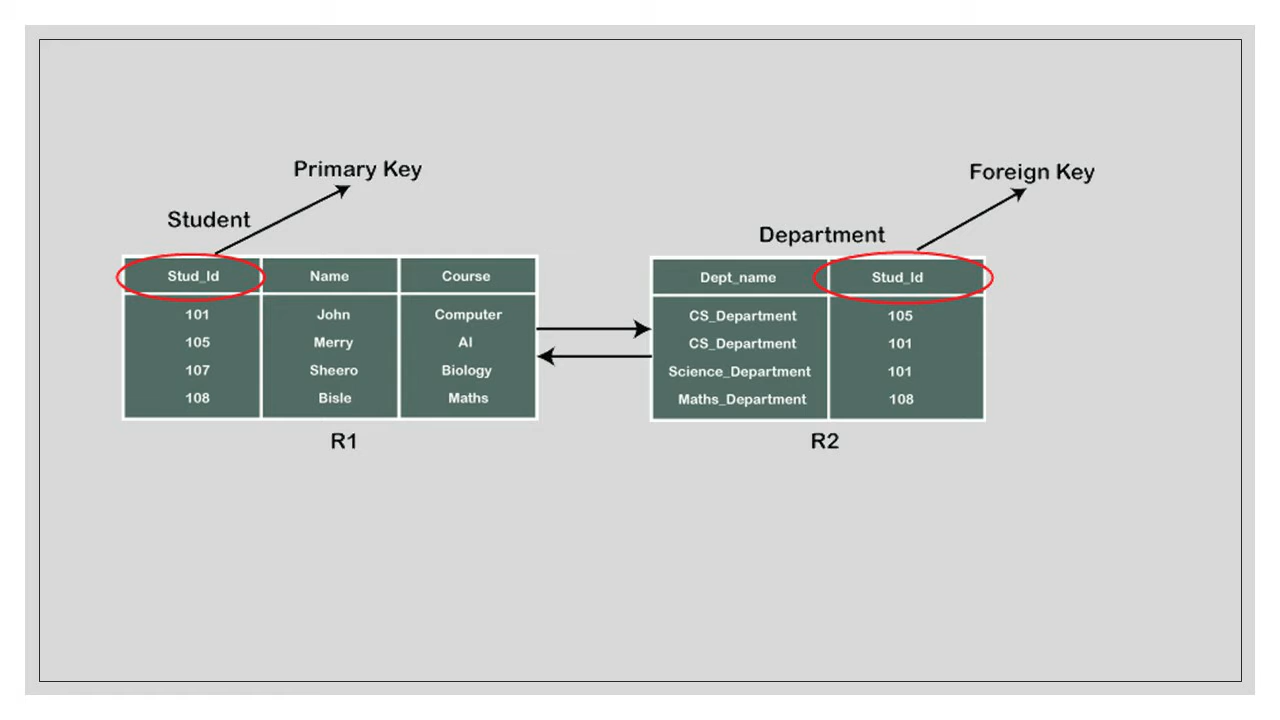 Primary Key
Foreign Key
Student
Department
Stud_Id Name Course
101 John Computer
105 Merry AI
107 Sheero Biology
108 Bisle Maths
R1
Dept_name Stud_Id
CS_Department 105
CS_Department 101
Science_Department 101
Maths_Department 108
R2